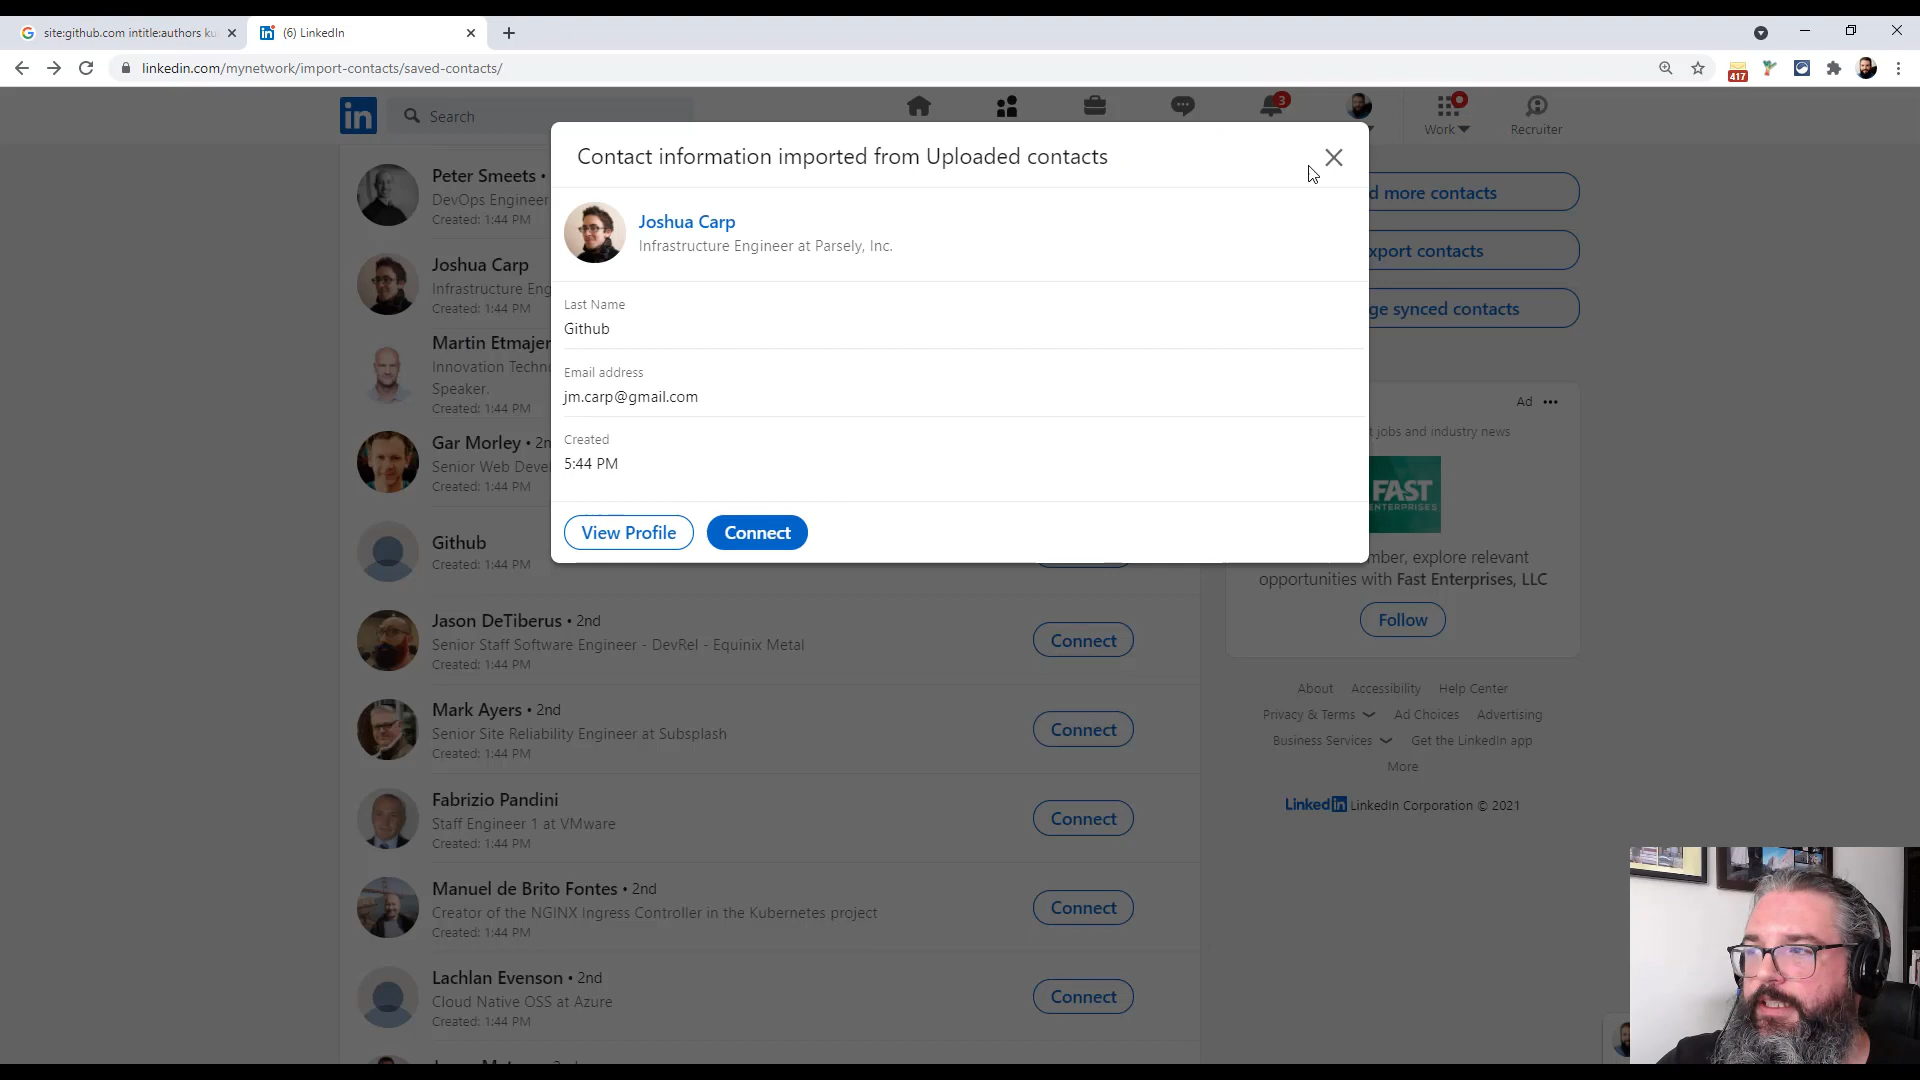 site:github.com intitle:authors ku
(6) LinkedIn
linkedin.com/mynetwork/import-contacts/saved-contacts/
417
in
Search
3
Work
Recruiter
Contact information imported from Uploaded contacts
Joshua Carp
Infrastructure Engineer at Parsely, Inc.
Last Name
Github
Email address
jm.carp@gmail.com
Created
5:44 PM
View Profile
Connect
Peter Smeets •
DevOps Engineer
Created: 1:44 PM
Joshua Carp
Infrastructure Eng
Created: 1:44 PM
Martin Etmajer
Innovation Techn
Speaker.
Created: 1:44 PM
Gar Morley • 2n
Senior Web Deve
Created: 1:44 PM
Github
Created: 1:44 PM
Jason DeTiberus • 2nd
Senior Staff Software Engineer - DevRel - Equinix Metal
Created: 1:44 PM
Connect
Mark Ayers • 2nd
Senior Site Reliability Engineer at Subsplash
Created: 1:44 PM
Connect
Fabrizio Pandini
Staff Engineer 1 at VMware
Created: 1:44 PM
Connect
Manuel de Brito Fontes • 2nd
Creator of the NGINX Ingress Controller in the Kubernetes project
Created: 1:44 PM
Connect
Lachlan Evenson • 2nd
Cloud Native OSS at Azure
Created: 1:44 PM
Connect
d more contacts
xport contacts
ge synced contacts
Ad •••
t jobs and industry news
FAST
ENTERPRISES
mber, explore relevant
opportunities with Fast Enterprises, LLC
Follow
About Accessibility Help Center
Privacy & Terms Ad Choices Advertising
Business Services Get the LinkedIn app
More
LinkedIn LinkedIn Corporation © 2021